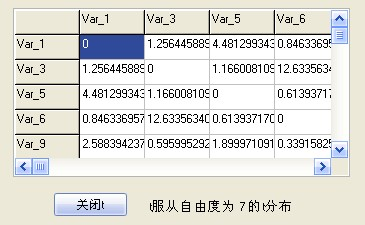 Var_1 Var_3 Var_5 Var_6
Var_1 0 1.256445889 4.481299343 0.84633695
Var_3 1.256445889 0 1.166008109 12.6335634
Var_5 4.481299343 1.166008109 0 0.61393717
Var_6 0.846336957 12.63356340 0.613937170 0
Var_9 2.588394237 0.595995292 1.899971091 0.33915825
关闭t t服从自由度为 7 的t分布